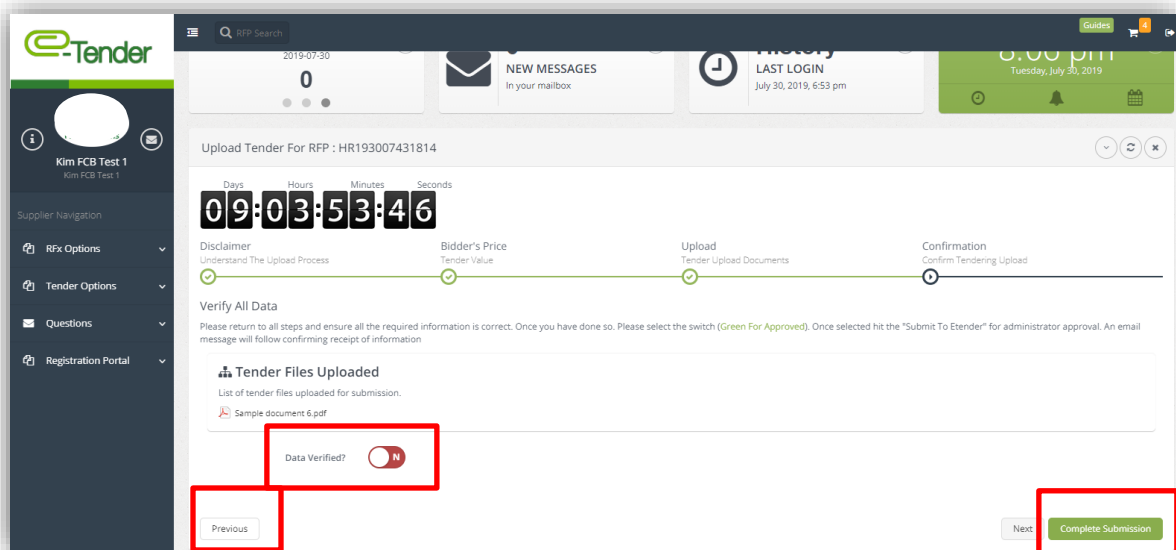 e-Tender
RFP Search
Guides
4
2019-07-30
0
NEW MESSAGES
In your mailbox
History
LAST LOGIN
July 30, 2019, 6:53 pm
8:00 pm
Tuesday, July 30, 2019
Kim FCB Test 1
Kim FCB Test 1
Supplier Navigation
RFx Options
Tender Options
Questions
Registration Portal
Upload Tender For RFP : HR193007431814
Days Hours Minutes Seconds
09:03:53:46
Disclaimer
Understand The Upload Process
Bidder's Price
Tender Value
Upload
Tender Upload Documents
Confirmation
Confirm Tendering Upload
Verify All Data
Please return to all steps and ensure all the required information is correct. Once you have done so. Please select the switch (Green For Approved). Once selected hit the "Submit To Etender" for administrator approval. An email
message will follow confirming receipt of information
Tender Files Uploaded
List of tender files uploaded for submission.
Sample document 6.pdf
Data Verified? N
Previous
Next
Complete Submission